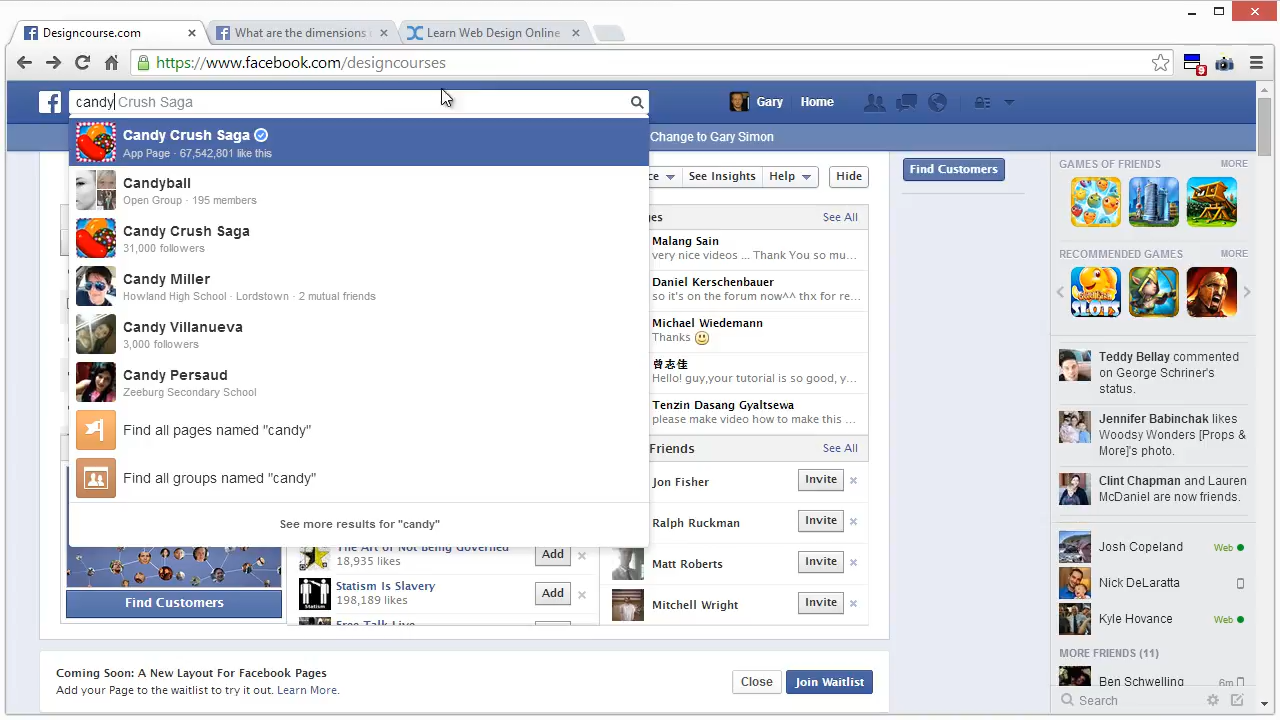 Designcourse.com
What are the dimensions
Learn Web Design Online
https://www.facebook.com/designcourses
9
candy Crush Saga
Gary
Home
Candy Crush Saga
App Page · 67,542,801 like this
Candyball
Open Group · 195 members
Candy Crush Saga
31,000 followers
Candy Miller
Howland High School · Lordstown · 2 mutual friends
Candy Villanueva
3,000 followers
Candy Persaud
Zeeburg Secondary School
Find all pages named "candy"
Find all groups named "candy"
See more results for "candy"
Change to Gary Simon
ce
See Insights
Help
Hide
ges
See All
Malang Sain
very nice videos ... Thank You so mu...
Daniel Kerschenbauer
so it's on the forum now^^ thx for re...
Michael Wiedemann
Thanks
曾志佳
Hello! guy,your tutorial is so good, y...
Tenzin Dasang Gyaltsewa
please make video how to make this ...
Friends
See All
Jon Fisher
Invite
Ralph Ruckman
Invite
Matt Roberts
Invite
Mitchell Wright
Invite
Find Customers
The Art of Not Being Governed
18,935 likes
Add
Statism Is Slavery
198,189 likes
Add
Statism
Free Talk Live
Coming Soon: A New Layout For Facebook Pages
Add your Page to the waitlist to try it out. Learn More.
Close
Join Waitlist
Find Customers
GAMES OF FRIENDS
MORE
RECOMMENDED GAMES
MORE
SLOTS
Teddy Bellay commented
on George Schriner's
status.
Jennifer Babinchak likes
Woodsy Wonders [Props &
More]'s photo.
Clint Chapman and Lauren
McDaniel are now friends.
Josh Copeland
Web
Nick DeLaratta
Kyle Hovance
Web
MORE FRIENDS (11)
Ben Schwelling
6m
Search